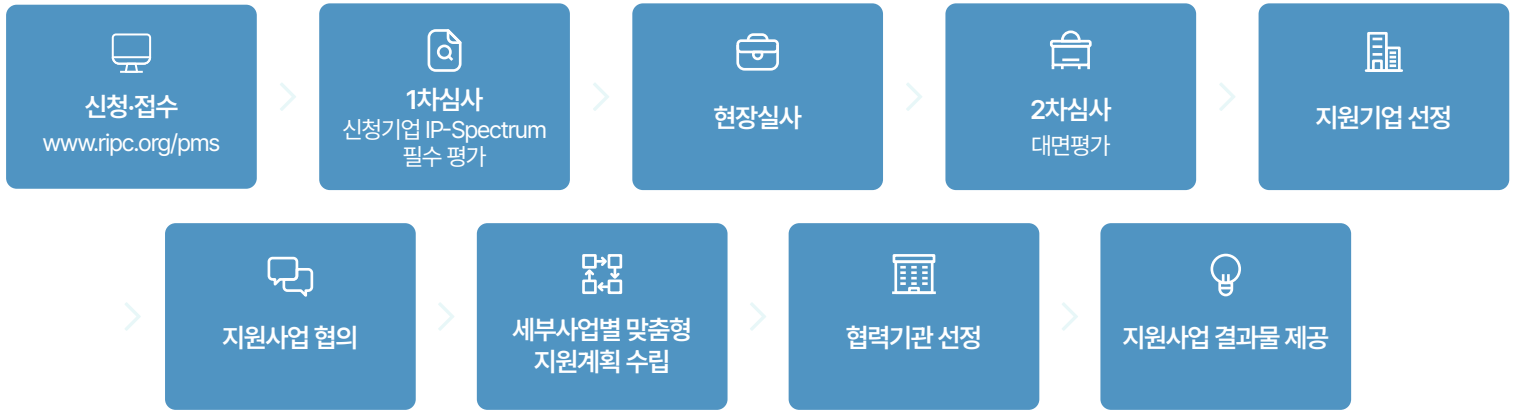 신청·접수
www.ripc.org/pms
1차심사
신청기업 IP-Spectrum
필수 평가
현장실사
2차심사
대면평가
지원기업 선정
지원사업 협의
세부사업별 맞춤형
지원계획 수립
협력기관 선정
지원사업 결과물 제공